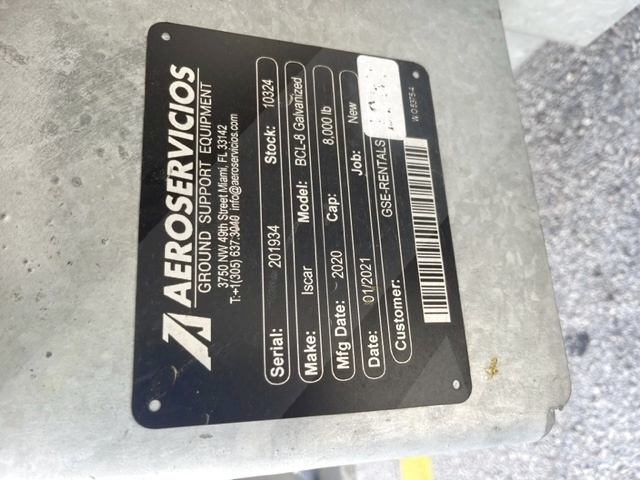 AEROSERVICIOS
GROUND SUPPORT EQUIPMENT
3750 NW 49th Street Miami, FL 33142
T:+1(305) 637.3040 info@aeroservicios.com
Serial: 201934 Stock: 10324
Make: Iscar Model: BCL-8 Galvanized
Mfg Date: 2020 Cap: 8,000 lb
Date: 01/2021 Job: New
Customer: GSE-RENTALS
W.O 5375-4